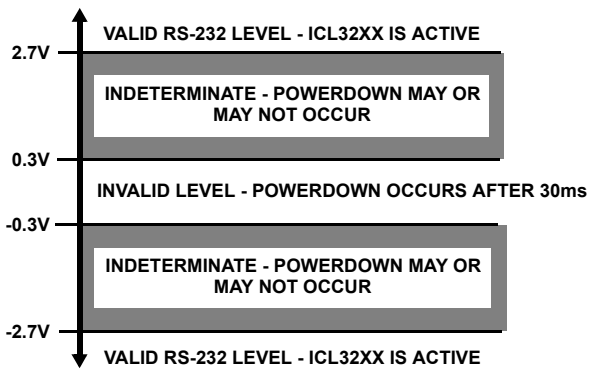 VALID RS-232 LEVEL - ICL32XX IS ACTIVE
2.7V
INDETERMINATE - POWERDOWN MAY OR
MAY NOT OCCUR
0.3V
INVALID LEVEL - POWERDOWN OCCURS AFTER 30ms
-0.3V
INDETERMINATE - POWERDOWN MAY OR
MAY NOT OCCUR
-2.7V
VALID RS-232 LEVEL - ICL32XX IS ACTIVE